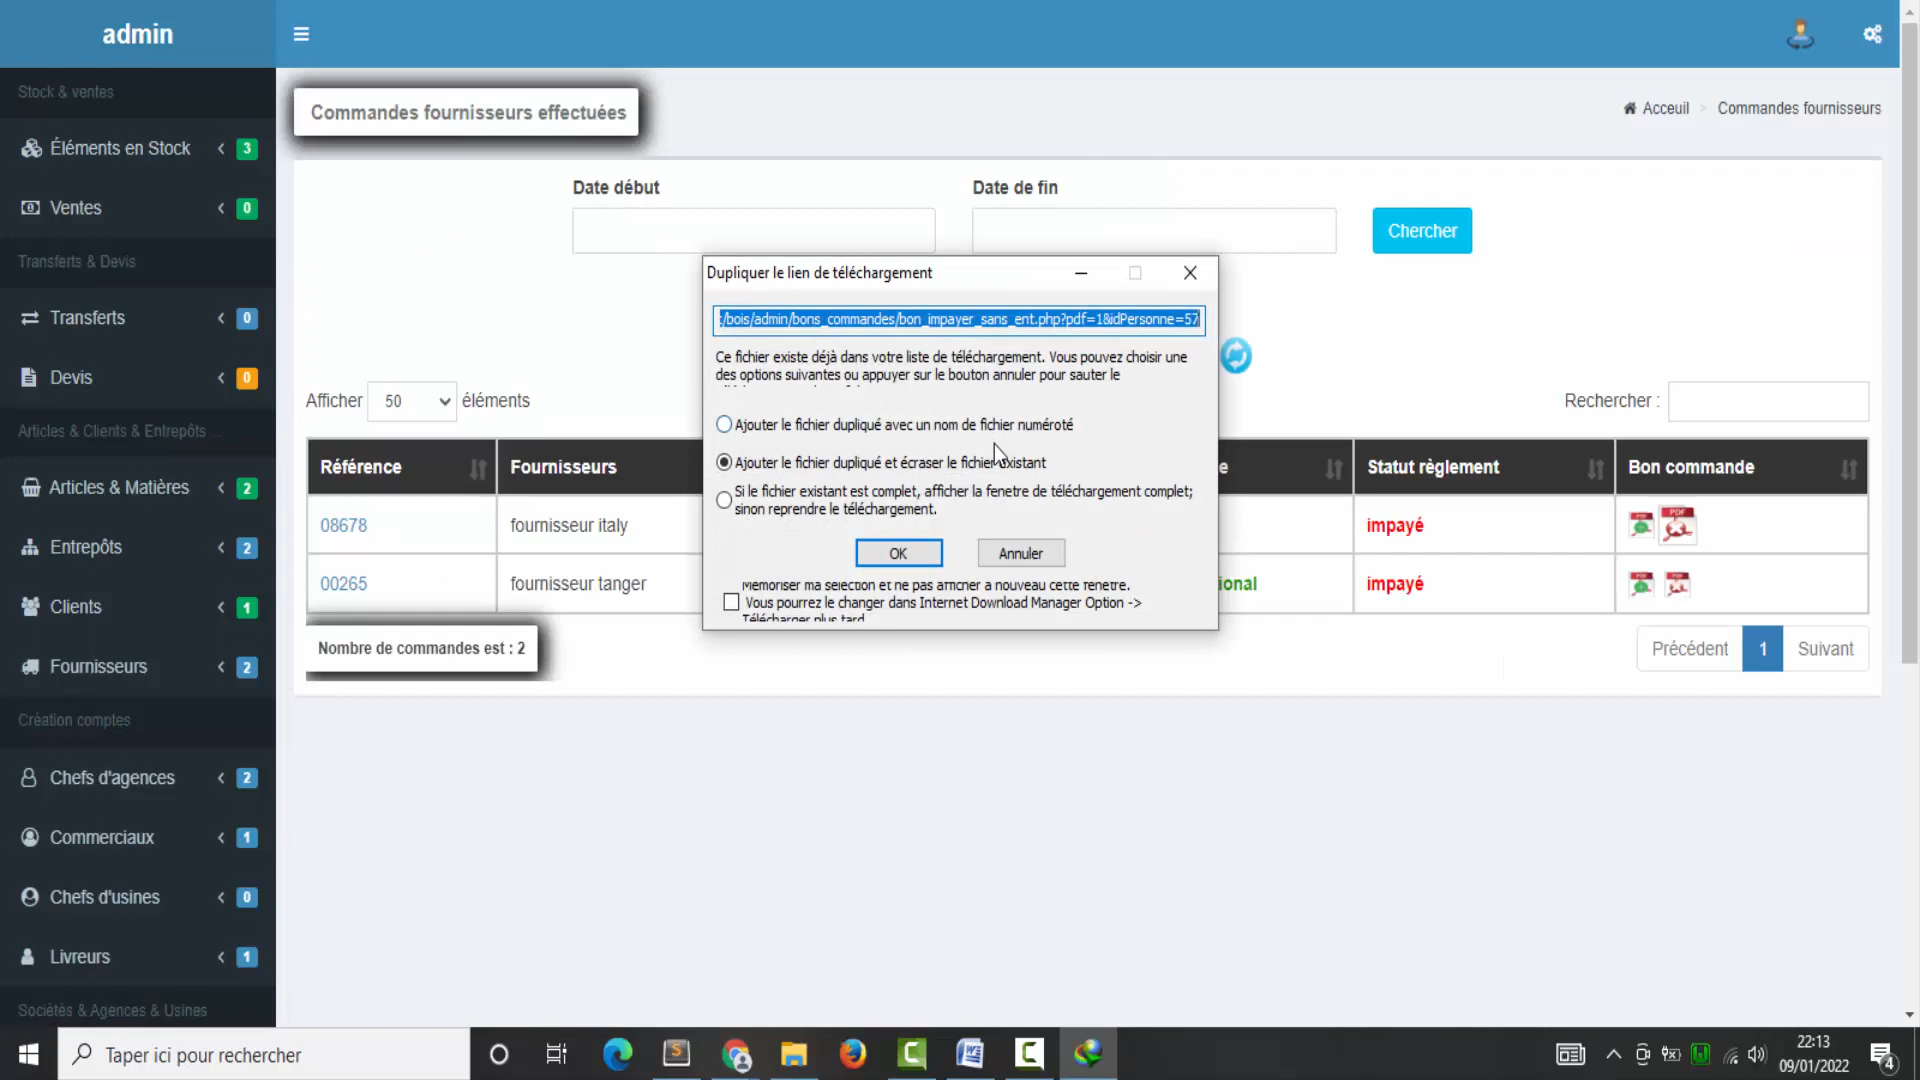 admin
Stock & ventes
Éléments en Stock 3
Ventes 0
Transferts & Devis
Transferts 0
Devis 0
Articles & Clients & Entrepôts ...
Articles & Matières 2
Entrepôts 2
Clients 1
Fournisseurs 2
Création comptes
Chefs d'agences 2
Commerciaux 1
Chefs d'usines 0
Livreurs 1
Sociétés & Agences & Usines
Commandes fournisseurs effectuées
Acceuil > Commandes fournisseurs
Date début
Date de fin
Chercher
Afficher 50 éléments
Rechercher :
Référence Fournisseurs Statut règlement Bon commande
08678 fournisseur italy impayé
00265 fournisseur tanger impayé
Nombre de commandes est : 2
Précédent 1 Suivant
Dupliquer le lien de téléchargement
:/bois/admin/bons_commandes/bon_impayer_sans_ent.php?pdf=1&idPersonne=57
Ce fichier existe déjà dans votre liste de téléchargement. Vous pouvez choisir une
des options suivantes ou appuyer sur le bouton annuler pour sauter le
Ajouter le fichier dupliqué avec un nom de fichier numéroté
Ajouter le fichier dupliqué et écraser le fichier existant
Si le fichier existant est complet, afficher la fenetre de téléchargement complet;
sinon reprendre le téléchargement.
OK Annuler
Memoriser ma selection et ne pas afficher a nouveau cette fenetre.
Vous pourrez le changer dans Internet Download Manager Option ->
Télécharger plus tard
Taper ici pour rechercher
22:13
09/01/2022
4